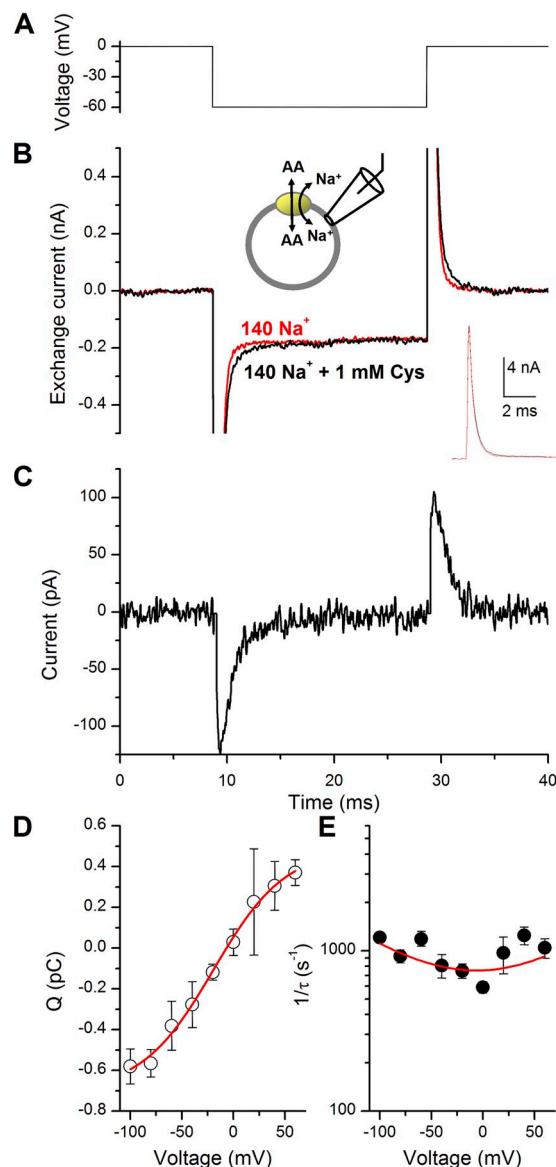 A
Voltage (mV)
0
-30
-60
B
Exchange current (nA)
0.4
0.2
0.0
-0.2
-0.4
AA
Na⁺
AA
Na⁺
140 Na⁺
140 Na⁺ + 1 mM Cys
4 nA
2 ms
C
Current (pA)
100
50
0
-50
-100
0
10
20
30
40
Time (ms)
D
Q (pC)
0.6
0.4
0.2
0.0
-0.2
-0.4
-0.6
-0.8
-100
-50
0
50
Voltage (mV)
E
1/τ (s⁻¹)
1000
100
-100
-50
0
50
Voltage (mV)